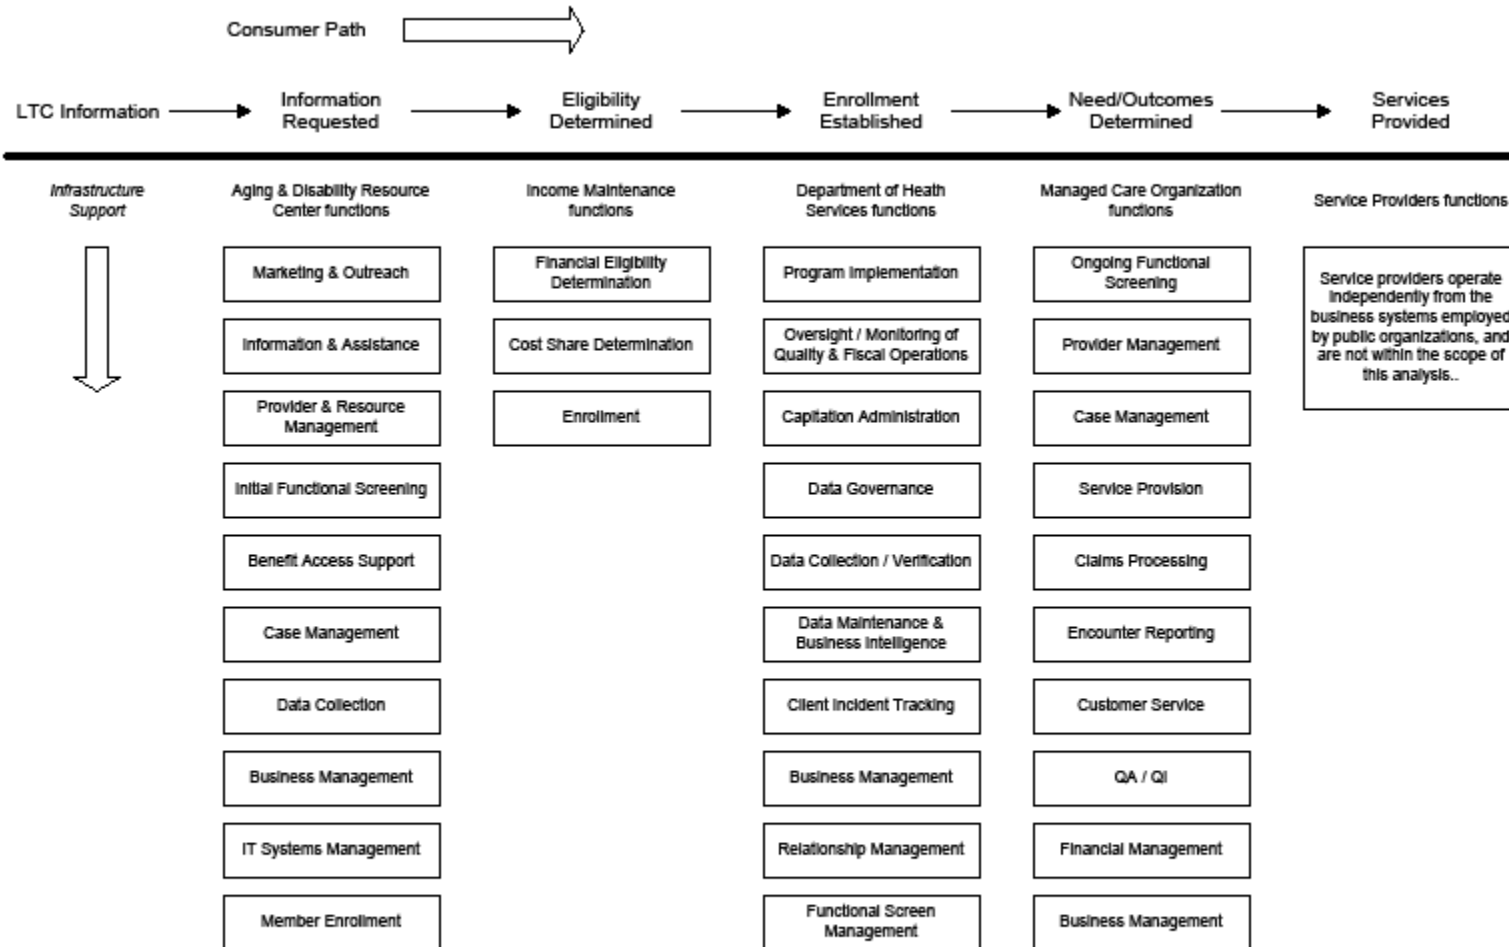 Consumer Path
LTC Information
Information
Requested
Eligibility
Determined
Enrollment
Established
Need/Outcomes
Determined
Services
Provided
Infrastructure
Support
Aging & Disability Resource
Center functions
Marketing & Outreach
Information & Assistance
Provider & Resource
Management
Initial Functional Screening
Benefit Access Support
Case Management
Data Collection
Business Management
IT Systems Management
Member Enrollment
Income Maintenance
functions
Financial Eligibility
Determination
Cost Share Determination
Enrollment
Department of Heath
Services functions
Program Implementation
Oversight / Monitoring of
Quality & Fiscal Operations
Capitation Administration
Data Governance
Data Collection / Verification
Data Maintenance &
Business Intelligence
Client Incident Tracking
Business Management
Relationship Management
Functional Screen
Management
Managed Care Organization
functions
Ongoing Functional
Screening
Provider Management
Case Management
Service Provision
Claims Processing
Encounter Reporting
Customer Service
QA / QI
Financial Management
Business Management
Service Providers functions
Service providers operate
independently from the
business systems employed
by public organizations, and
are not within the scope of
this analysis..